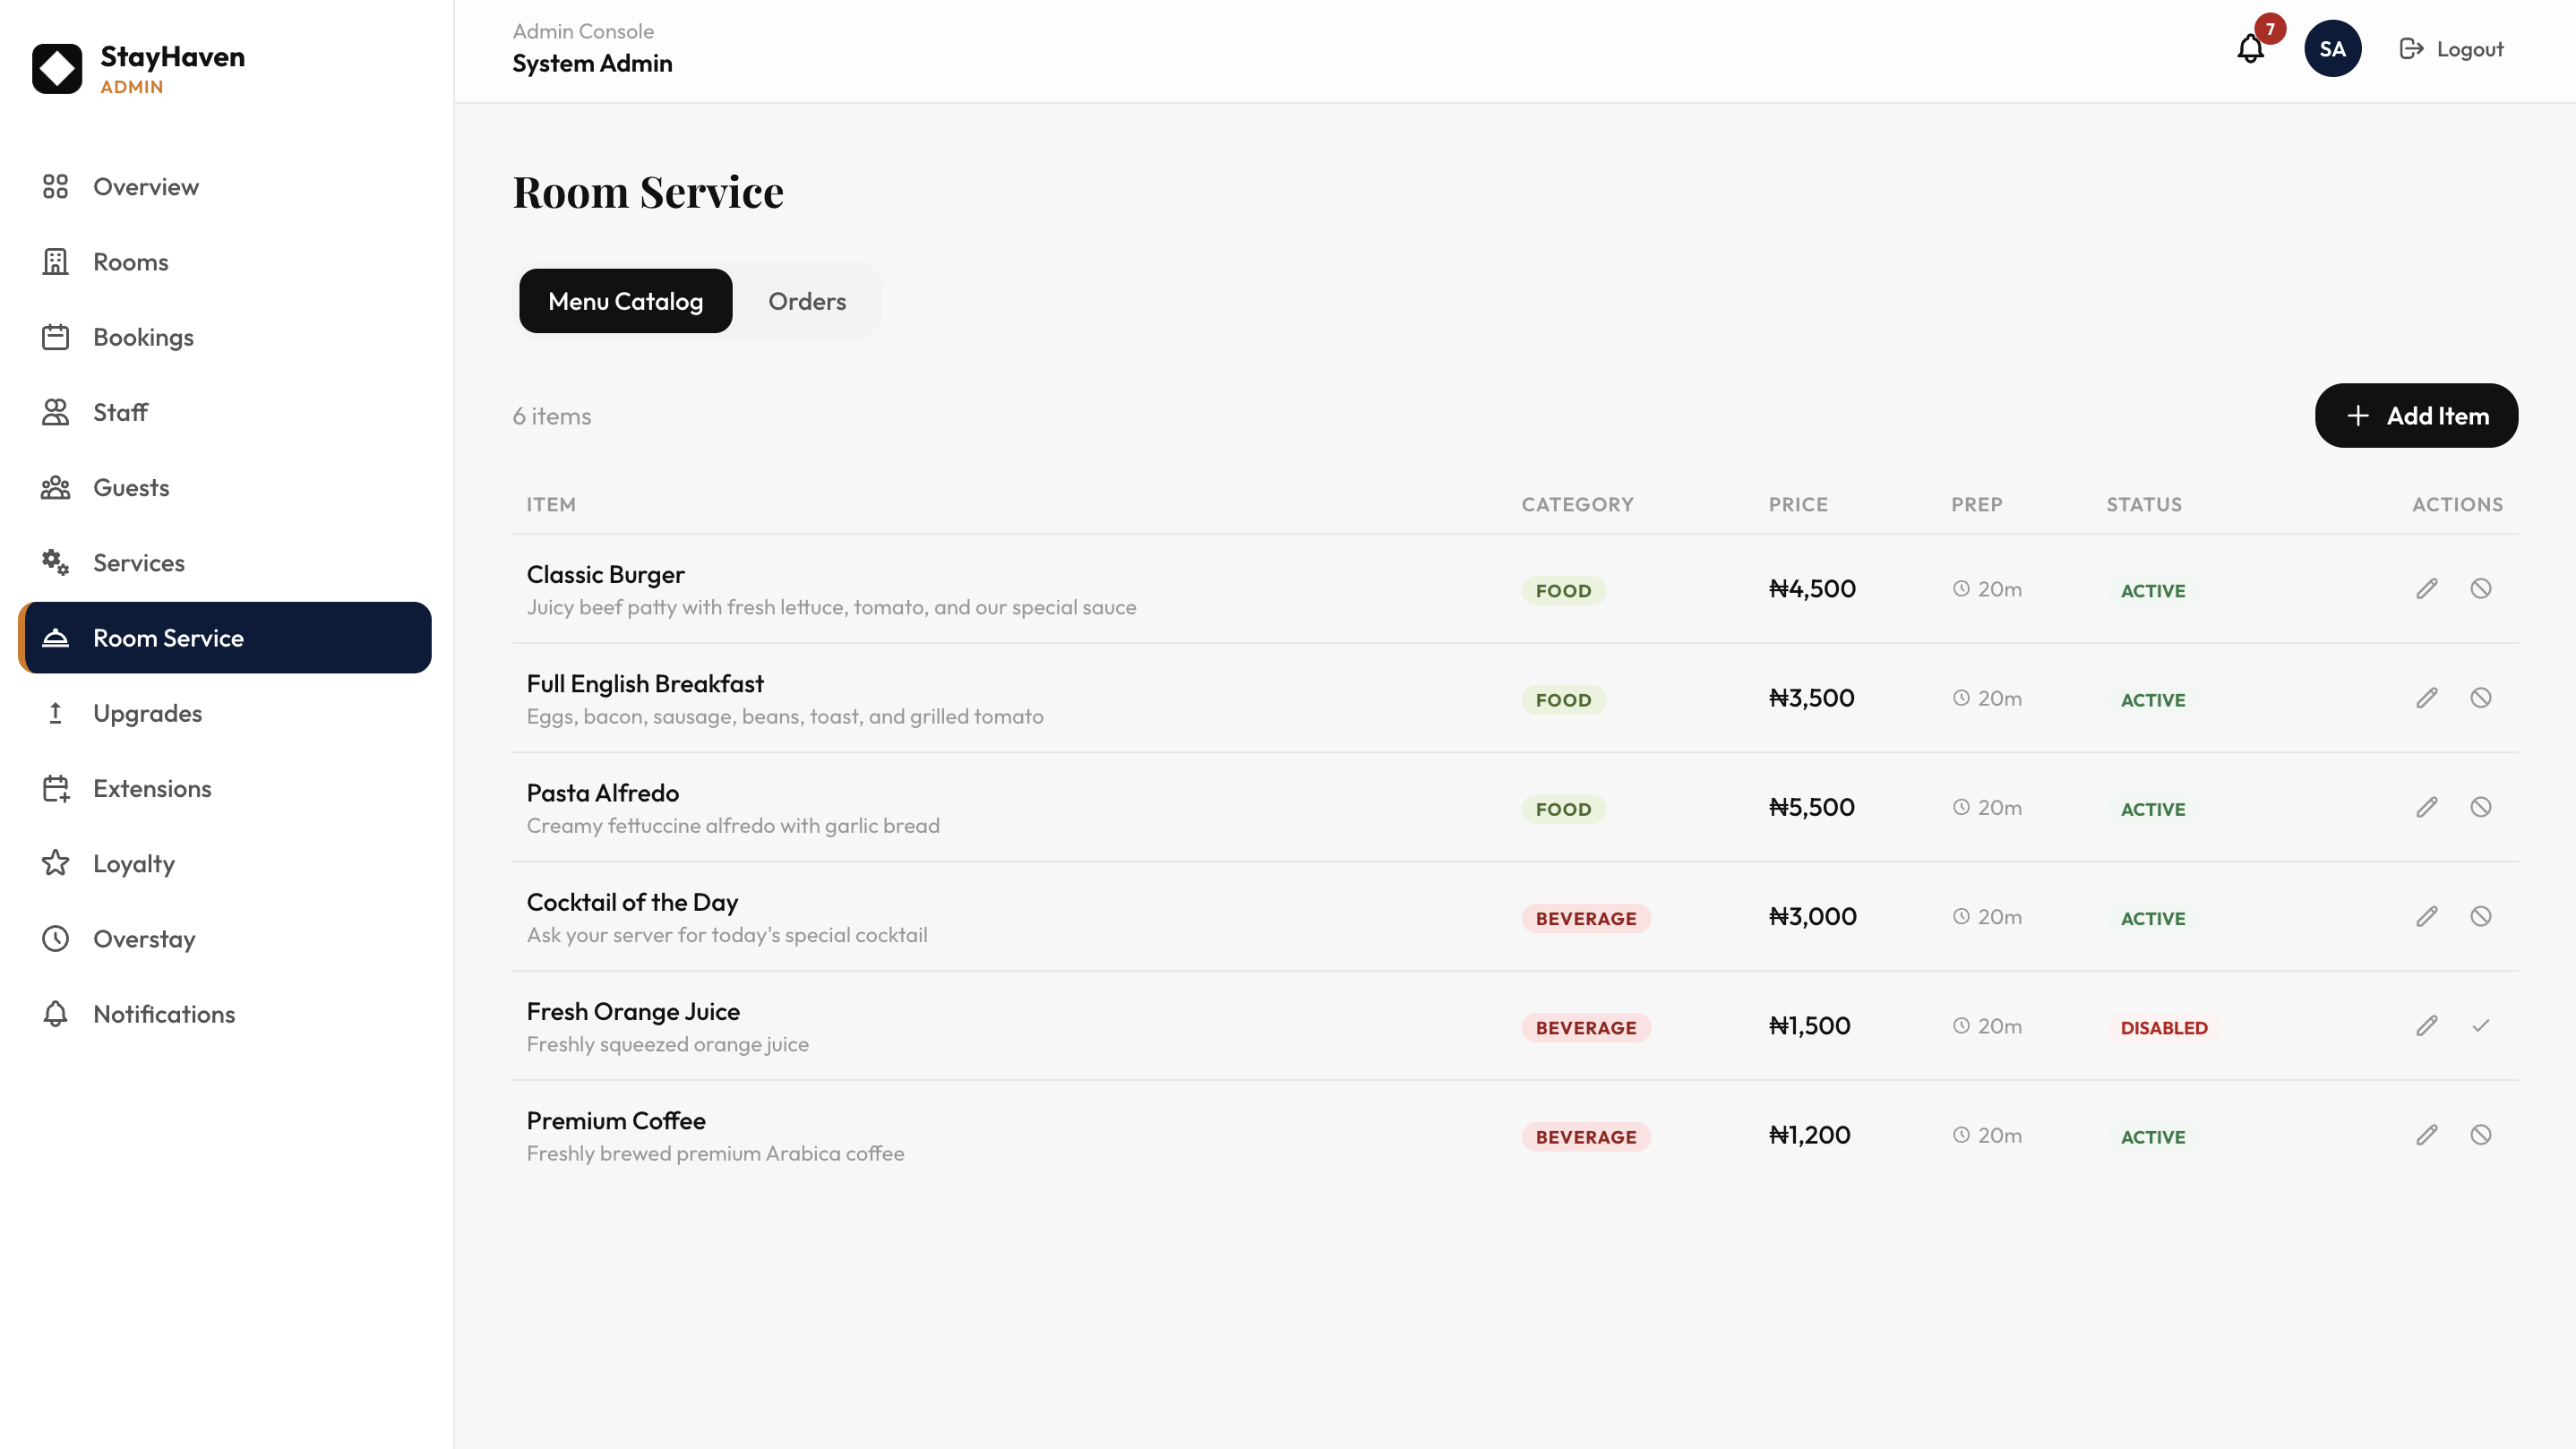 StayHaven
ADMIN
Overview
Rooms
Bookings
Staff
Guests
Services
Room Service
Upgrades
Extensions
Loyalty
Overstay
Notifications
Admin Console
System Admin
7
SA
Logout
Room Service
Menu Catalog Orders
6 items
Add Item
ITEM CATEGORY PRICE PREP STATUS ACTIONS
Classic Burger
Juicy beef patty with fresh lettuce, tomato, and our special sauce
FOOD ₦4,500 20m ACTIVE
Full English Breakfast
Eggs, bacon, sausage, beans, toast, and grilled tomato
FOOD ₦3,500 20m ACTIVE
Pasta Alfredo
Creamy fettuccine alfredo with garlic bread
FOOD ₦5,500 20m ACTIVE
Cocktail of the Day
Ask your server for today's special cocktail
BEVERAGE ₦3,000 20m ACTIVE
Fresh Orange Juice
Freshly squeezed orange juice
BEVERAGE ₦1,500 20m DISABLED
Premium Coffee
Freshly brewed premium Arabica coffee
BEVERAGE ₦1,200 20m ACTIVE